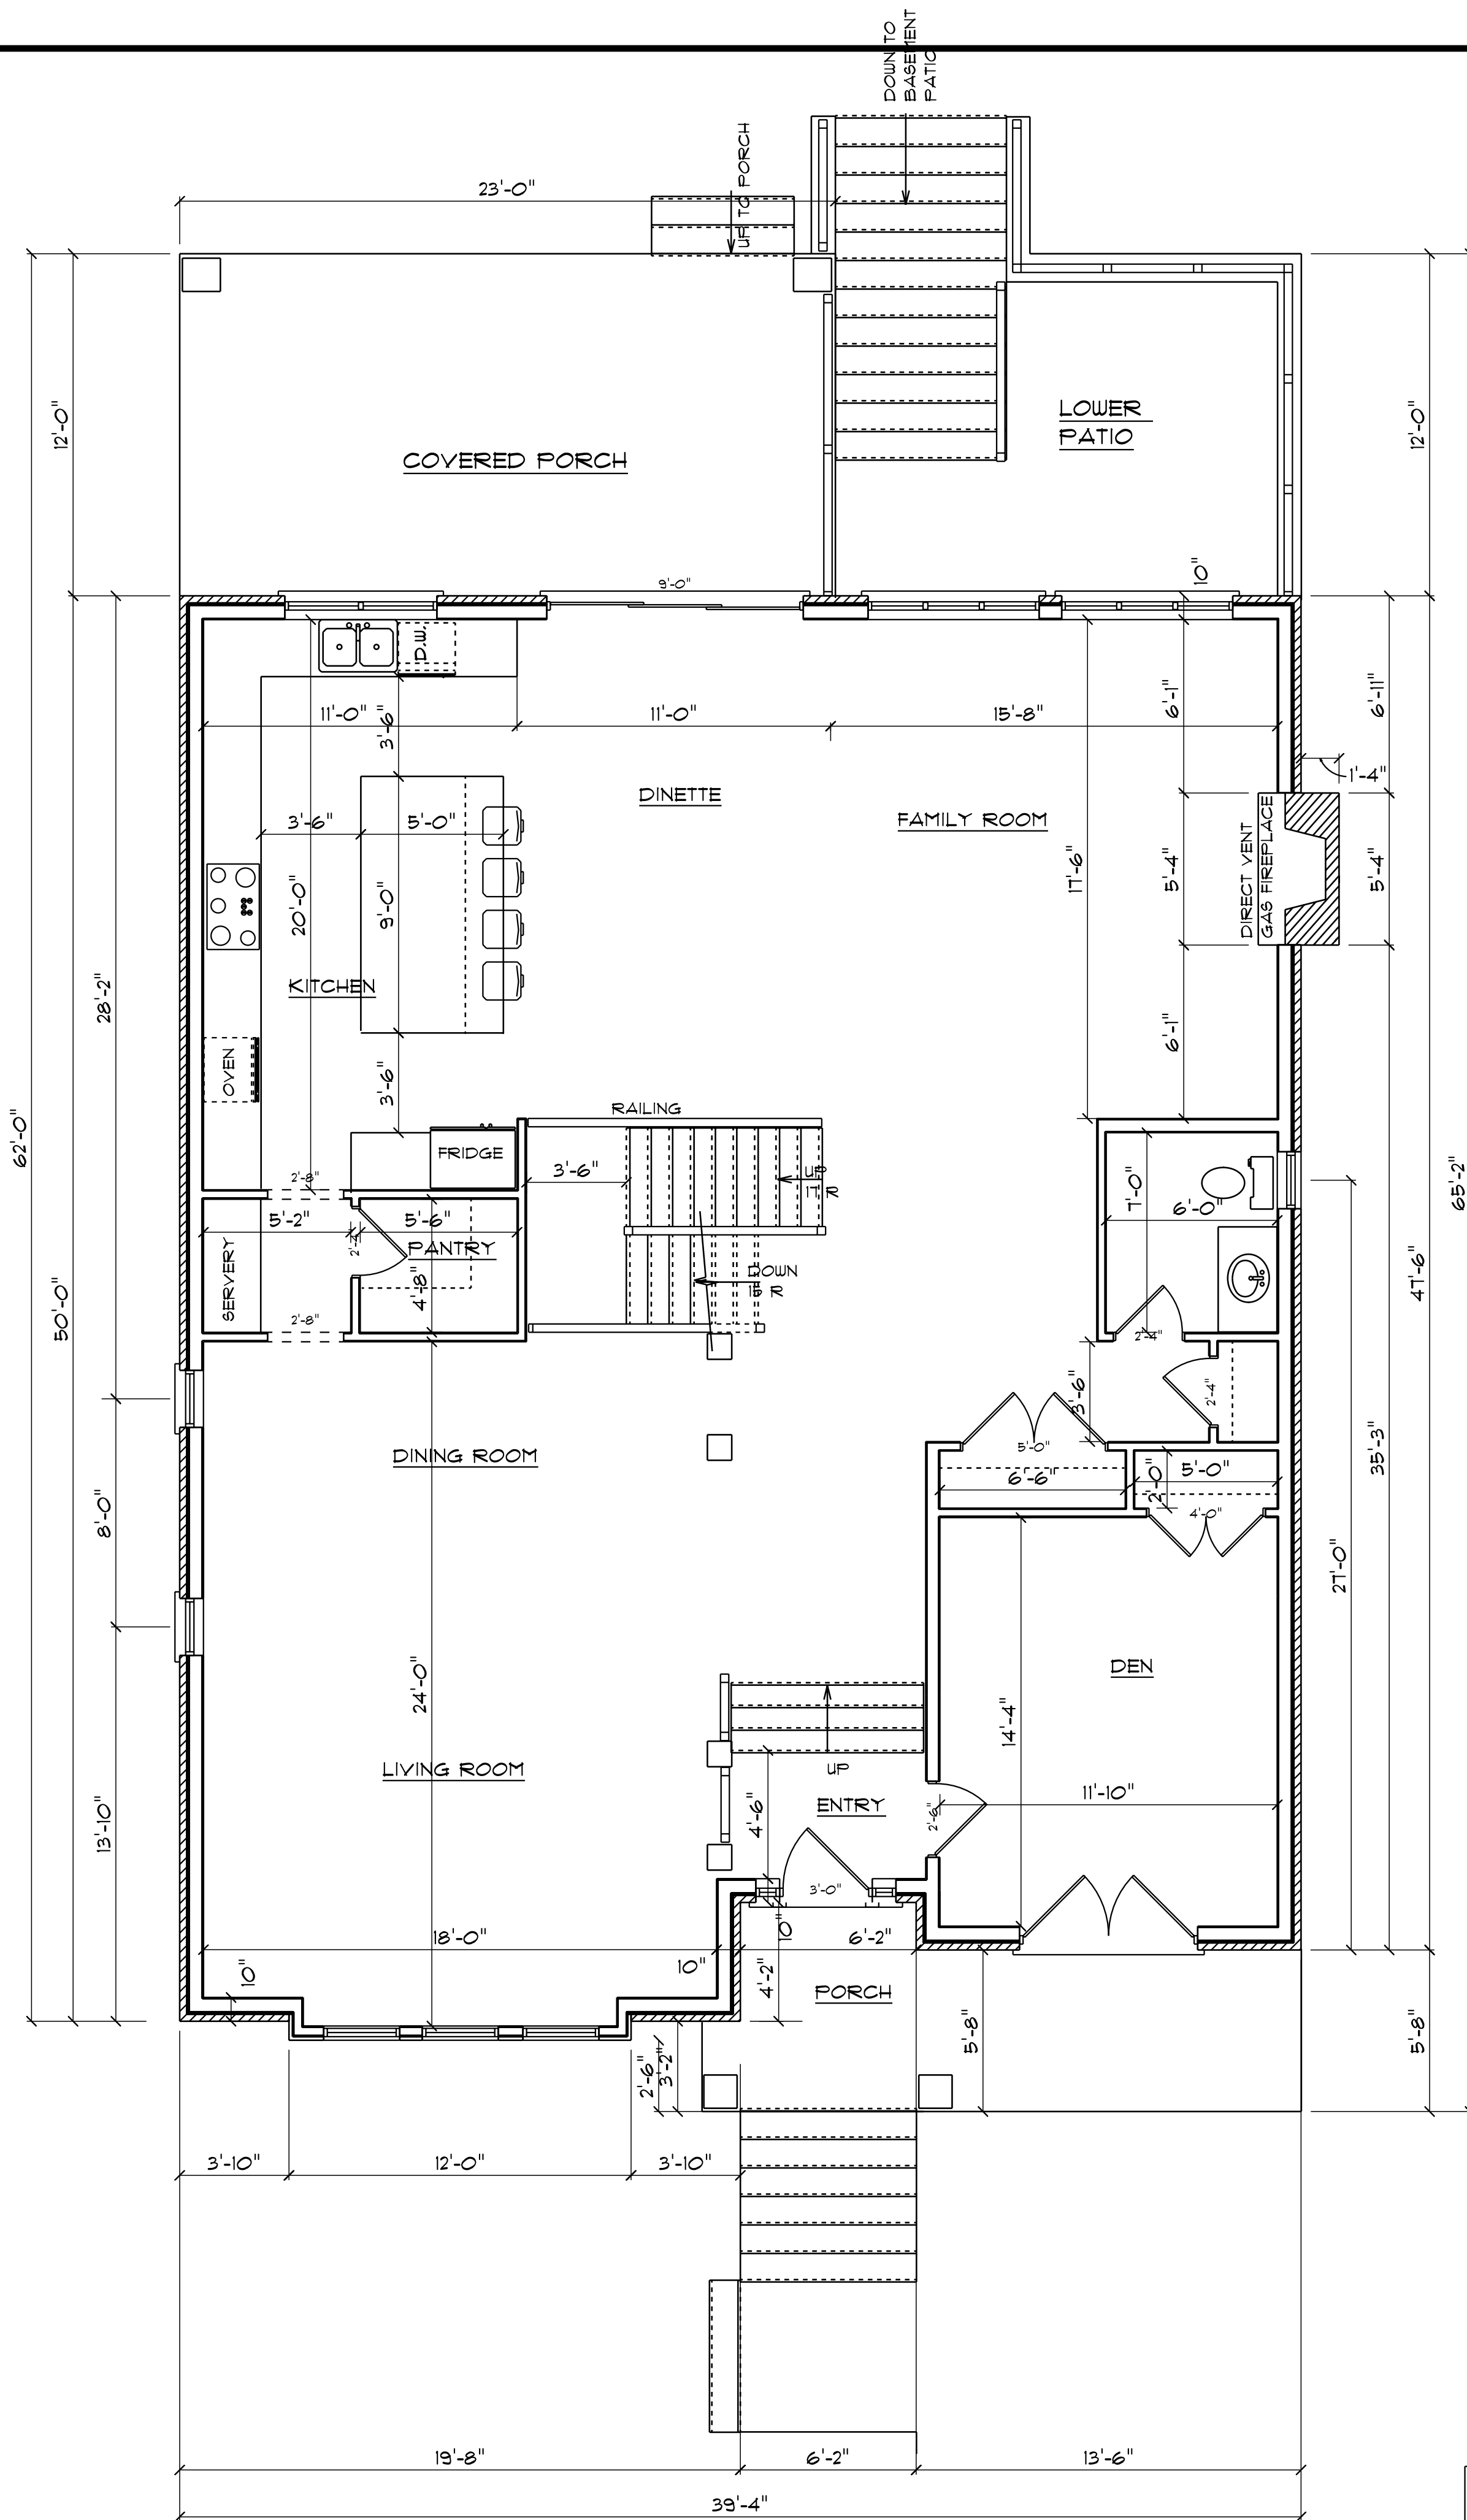 DOWN TO
BASEMENT
PATIO
UP TO PORCH
23'-0"
12'-0"
12'-0"
LOWER
PATIO
COVERED PORCH
10"
9'-0"
D.W.
11'-0"
3'-6"
11'-0"
15'-8"
6'-1"
6'-11"
1'-4"
DINETTE
FAMILY ROOM
3'-6"
5'-0"
20'-0"
9'-0"
17'-6"
5'-4"
DIRECT VENT
GAS FIREPLACE
5'-4"
KITCHEN
28'-2"
6'-1"
OVEN
3'-6"
RAILING
62'-0"
FRIDGE
3'-6"
UP
17 R
7'-0"
6'-0"
65'-2"
2'-8"
5'-2"
5'-6"
2'-4"
PANTRY
SERVERY
4'-8"
DOWN
15 R
47'-6"
50'-0"
2'-8"
2'-4"
3'-6"
2'-4"
35'-3"
DINING ROOM
5'-0"
6'-6"
2'-0"
5'-0"
4'-0"
8'-0"
27'-0"
DEN
24'-0"
14'-4"
LIVING ROOM
UP
ENTRY
11'-10"
4'-6"
2'-6"
13'-10"
3'-0"
18'-0"
10"
6'-2"
10"
10"
4'-2"
PORCH
5'-8"
5'-8"
2'-6"
3'-2"
3'-10"
12'-0"
3'-10"
19'-8"
6'-2"
13'-6"
39'-4"